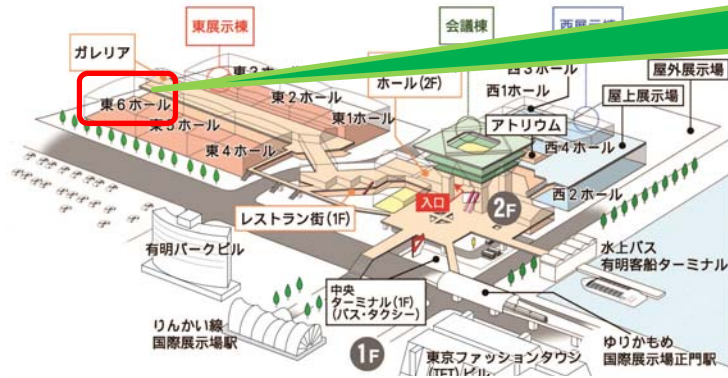 東展示棟
会議棟
西展示棟
ガレリア
東3ホール
ホール(2F)
西3ホール
屋外展示場
東6ホール
東2ホール
西1ホール
屋上展示場
東5ホール
東1ホール
アトリウム
東4ホール
西4ホール
入口
2F
西2ホール
レストラン街(1F)
有明パークビル
水上バス
有明客船ターミナル
中央
ターミナル(1F)
(バス・タクシー)
りんかい線
国際展示場駅
1F
東京ファッションタウン
(TFT)ビル
ゆりかもめ
国際展示場正門駅